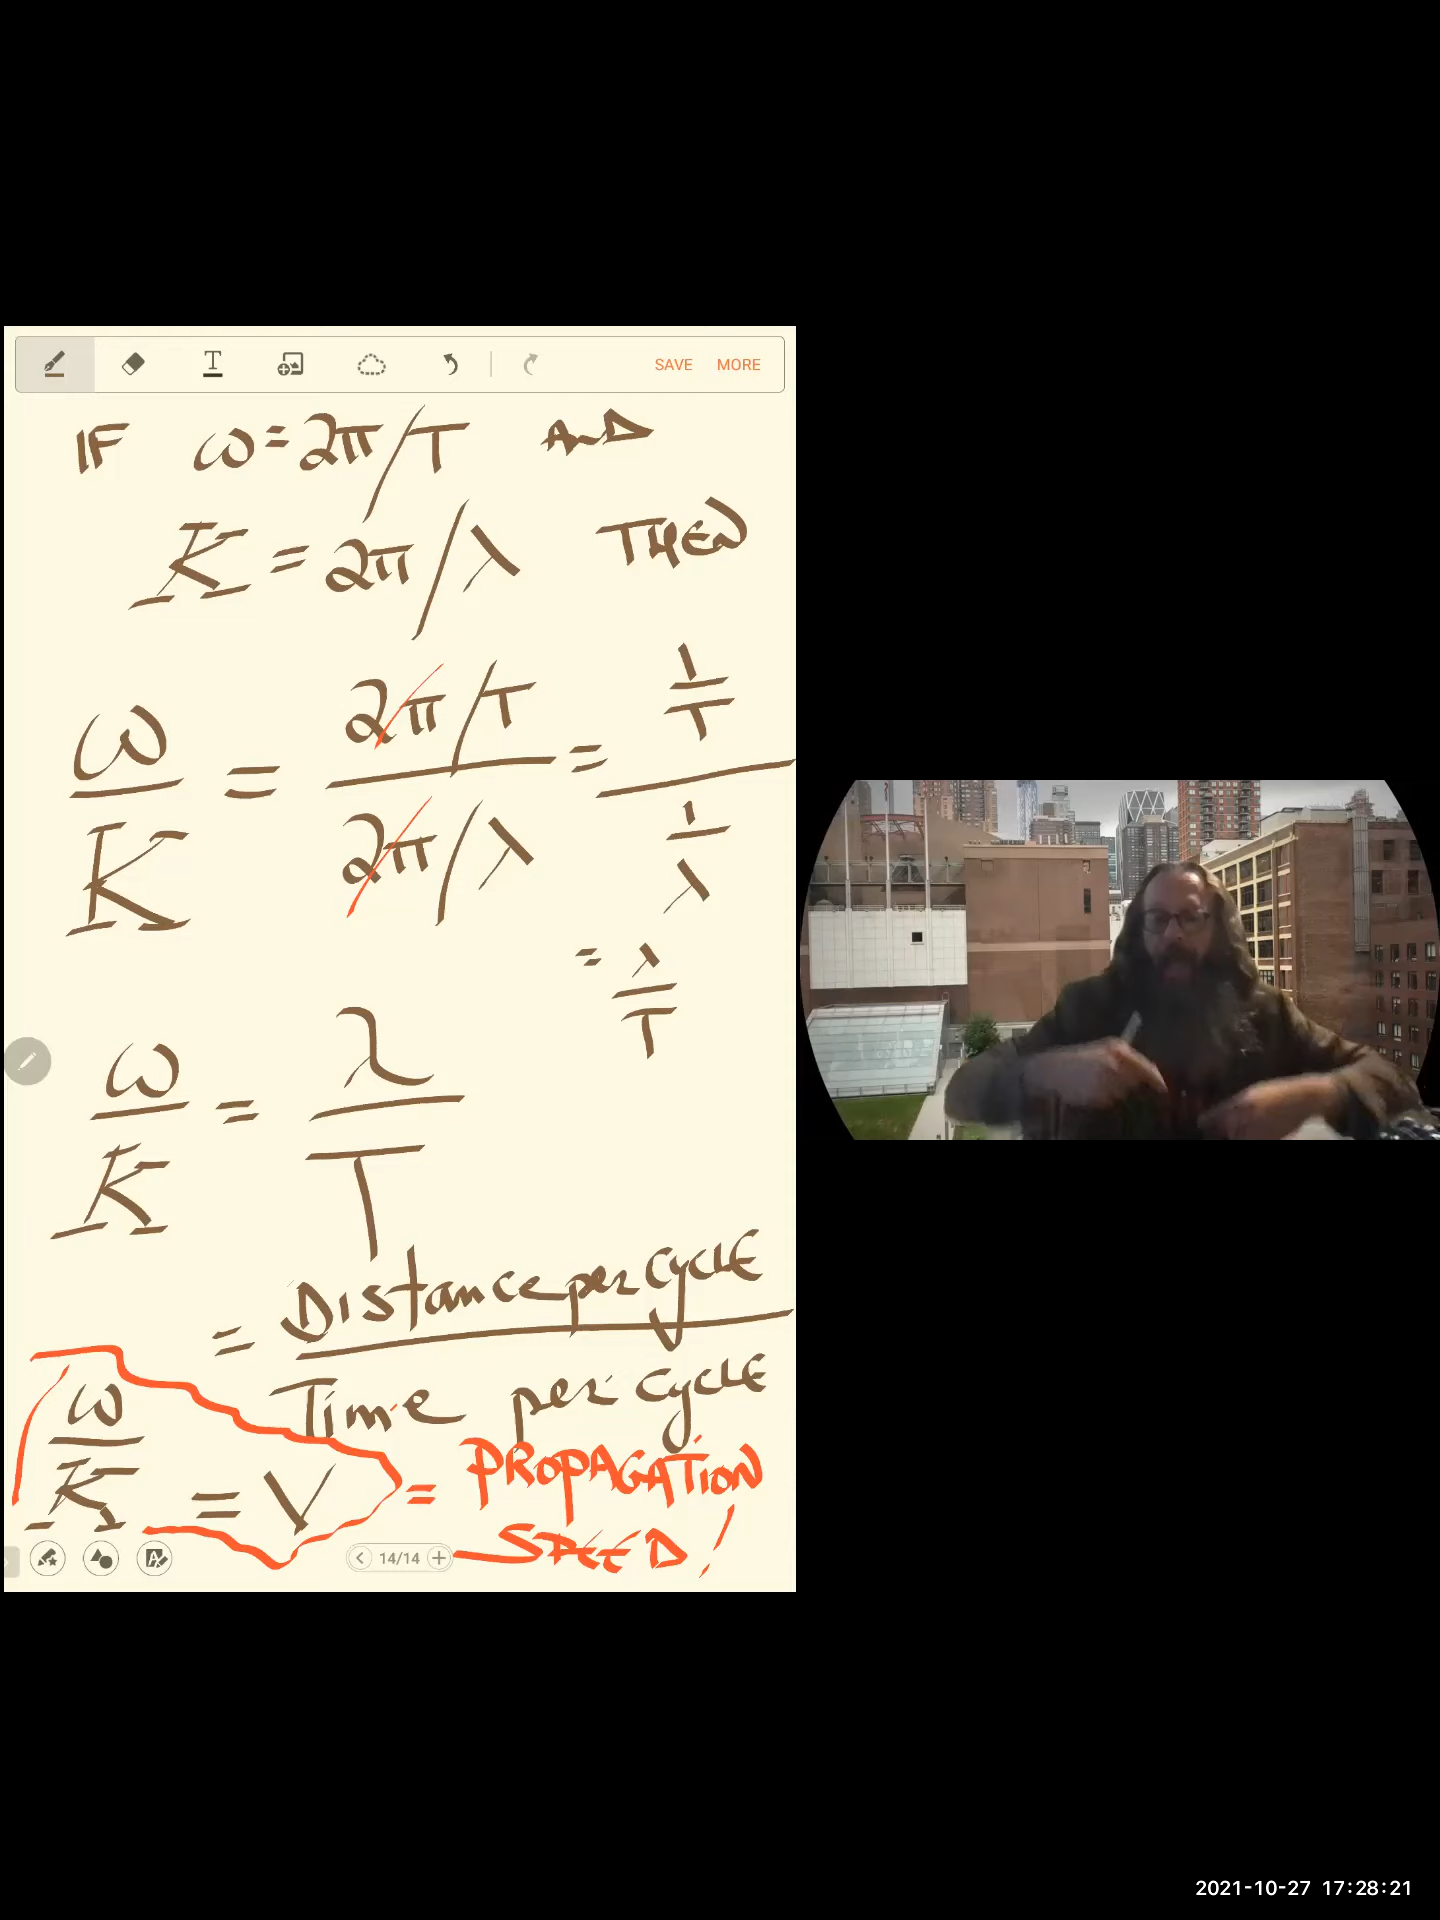 T
SAVE MORE
IF ω = 2π/T AND
K = 2π/λ THEN
ω/K = (2π/T)/(2π/λ) = (1/T)/(1/λ)
= λ/T
ω/K = λ/T
= Distance per cycle
Time per cycle
ω/K = V = PROPAGATION
SPEED!
14/14
2021-10-27 17:28:21